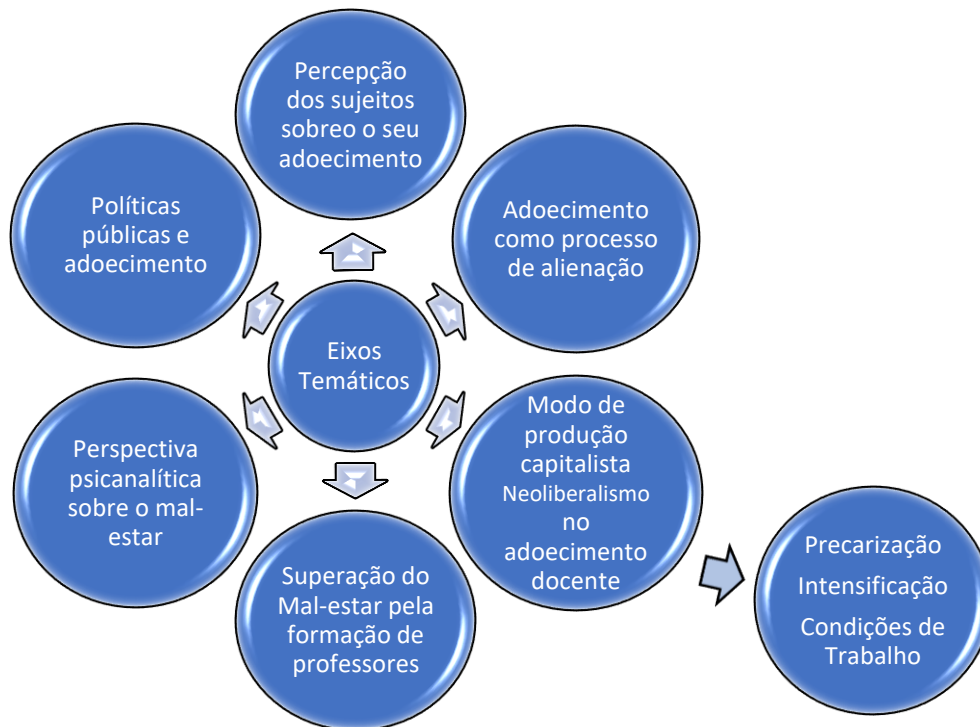 Percepção
dos sujeitos
sobreo o seu
adoecimento
Políticas
públicas e
adoecimento
Adoecimento
como processo
de alienação
Eixos
Temáticos
Perspectiva
psicanalítica
sobre o mal-
estar
Modo de
produção
capitalista
Neoliberalismo
no
adoecimento
docente
Superação do
Mal-estar pela
formação de
professores
Precarização
Intensificação
Condições de
Trabalho